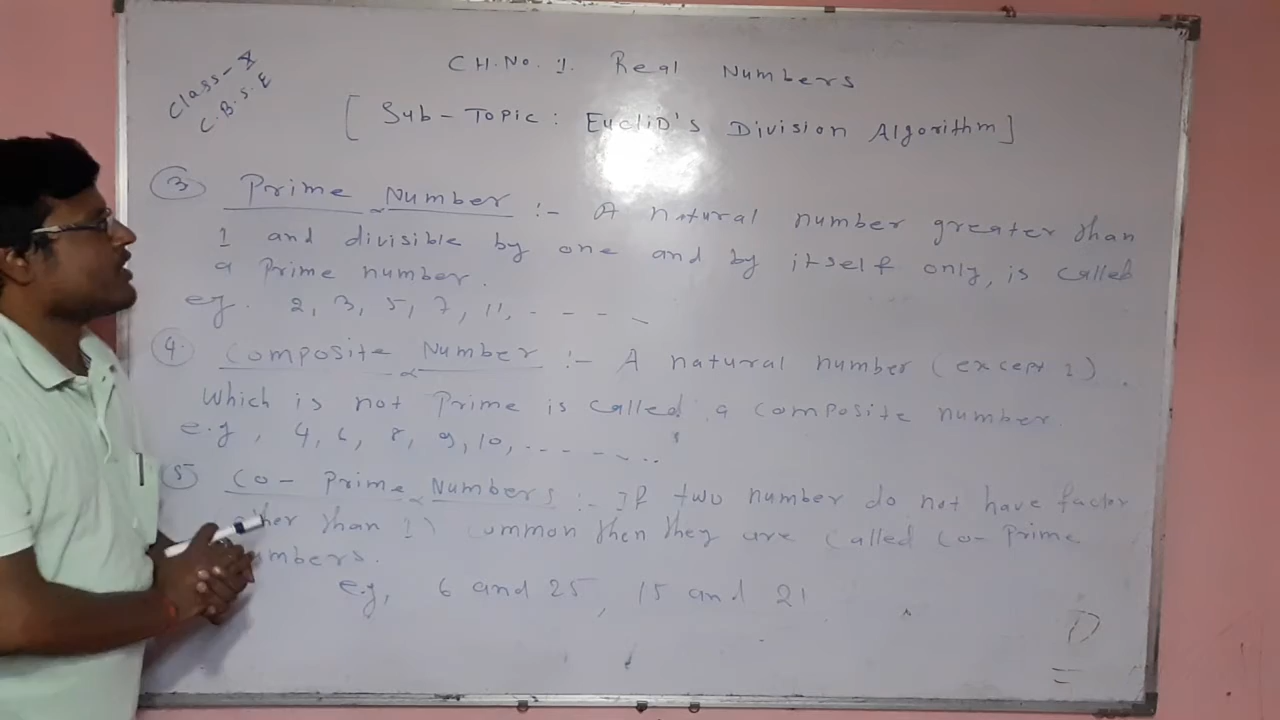 Class-X
C.B.S.E
CH.No.1. Real Numbers
[Sub-Topic: EucliD's Division Algorithm]
3 Prime Number :- A natural number greater than
1 and divisible by one and by itself only, is called
a Prime number.
eg. 2, 3, 5, 7, 11, - - - - -
4. Composite Number :- A natural number (except 1).
Which is not Prime is called a composite number.
e.g, 4, 6, 8, 9, 10, - - - - - ..
5 Co-Prime Numbers :- If two number do not have factor
than 1) common then they are called Co-Prime
e.g, 6 and 25, 15 and 21
D